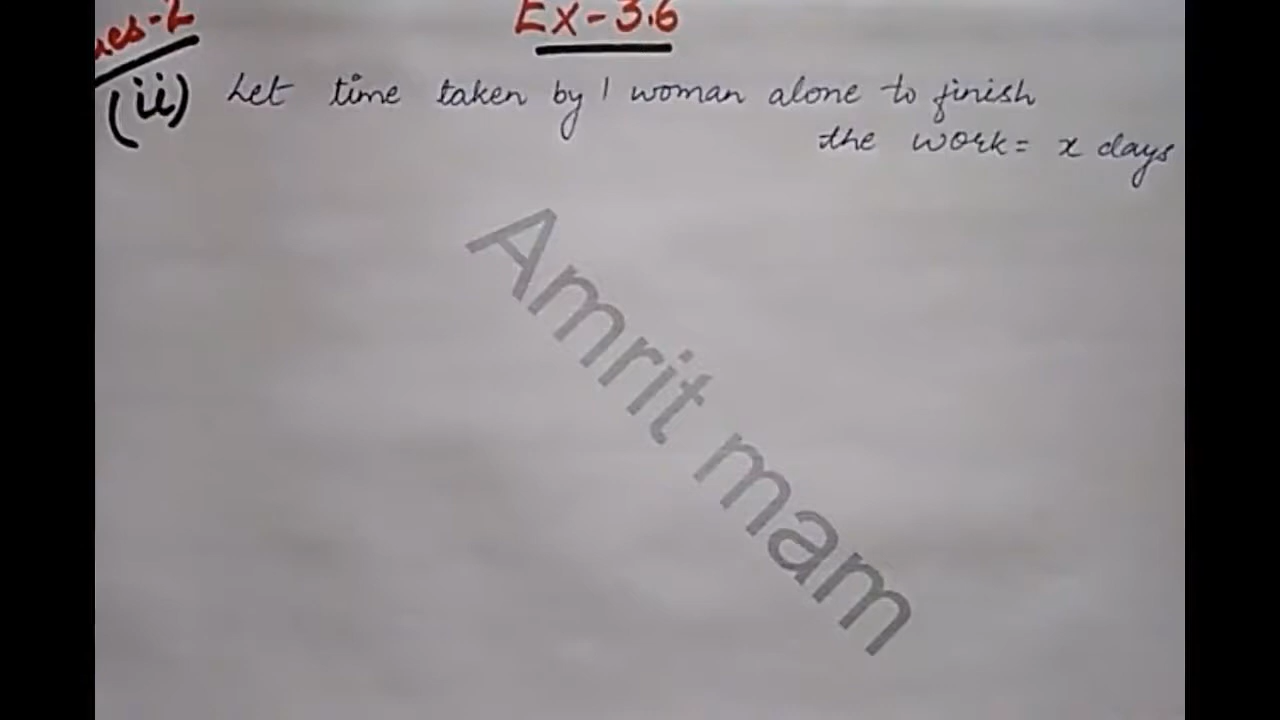 Ex-3.6
(ii) Let time taken by 1 woman alone to finish
the work = x days
Amrit mam